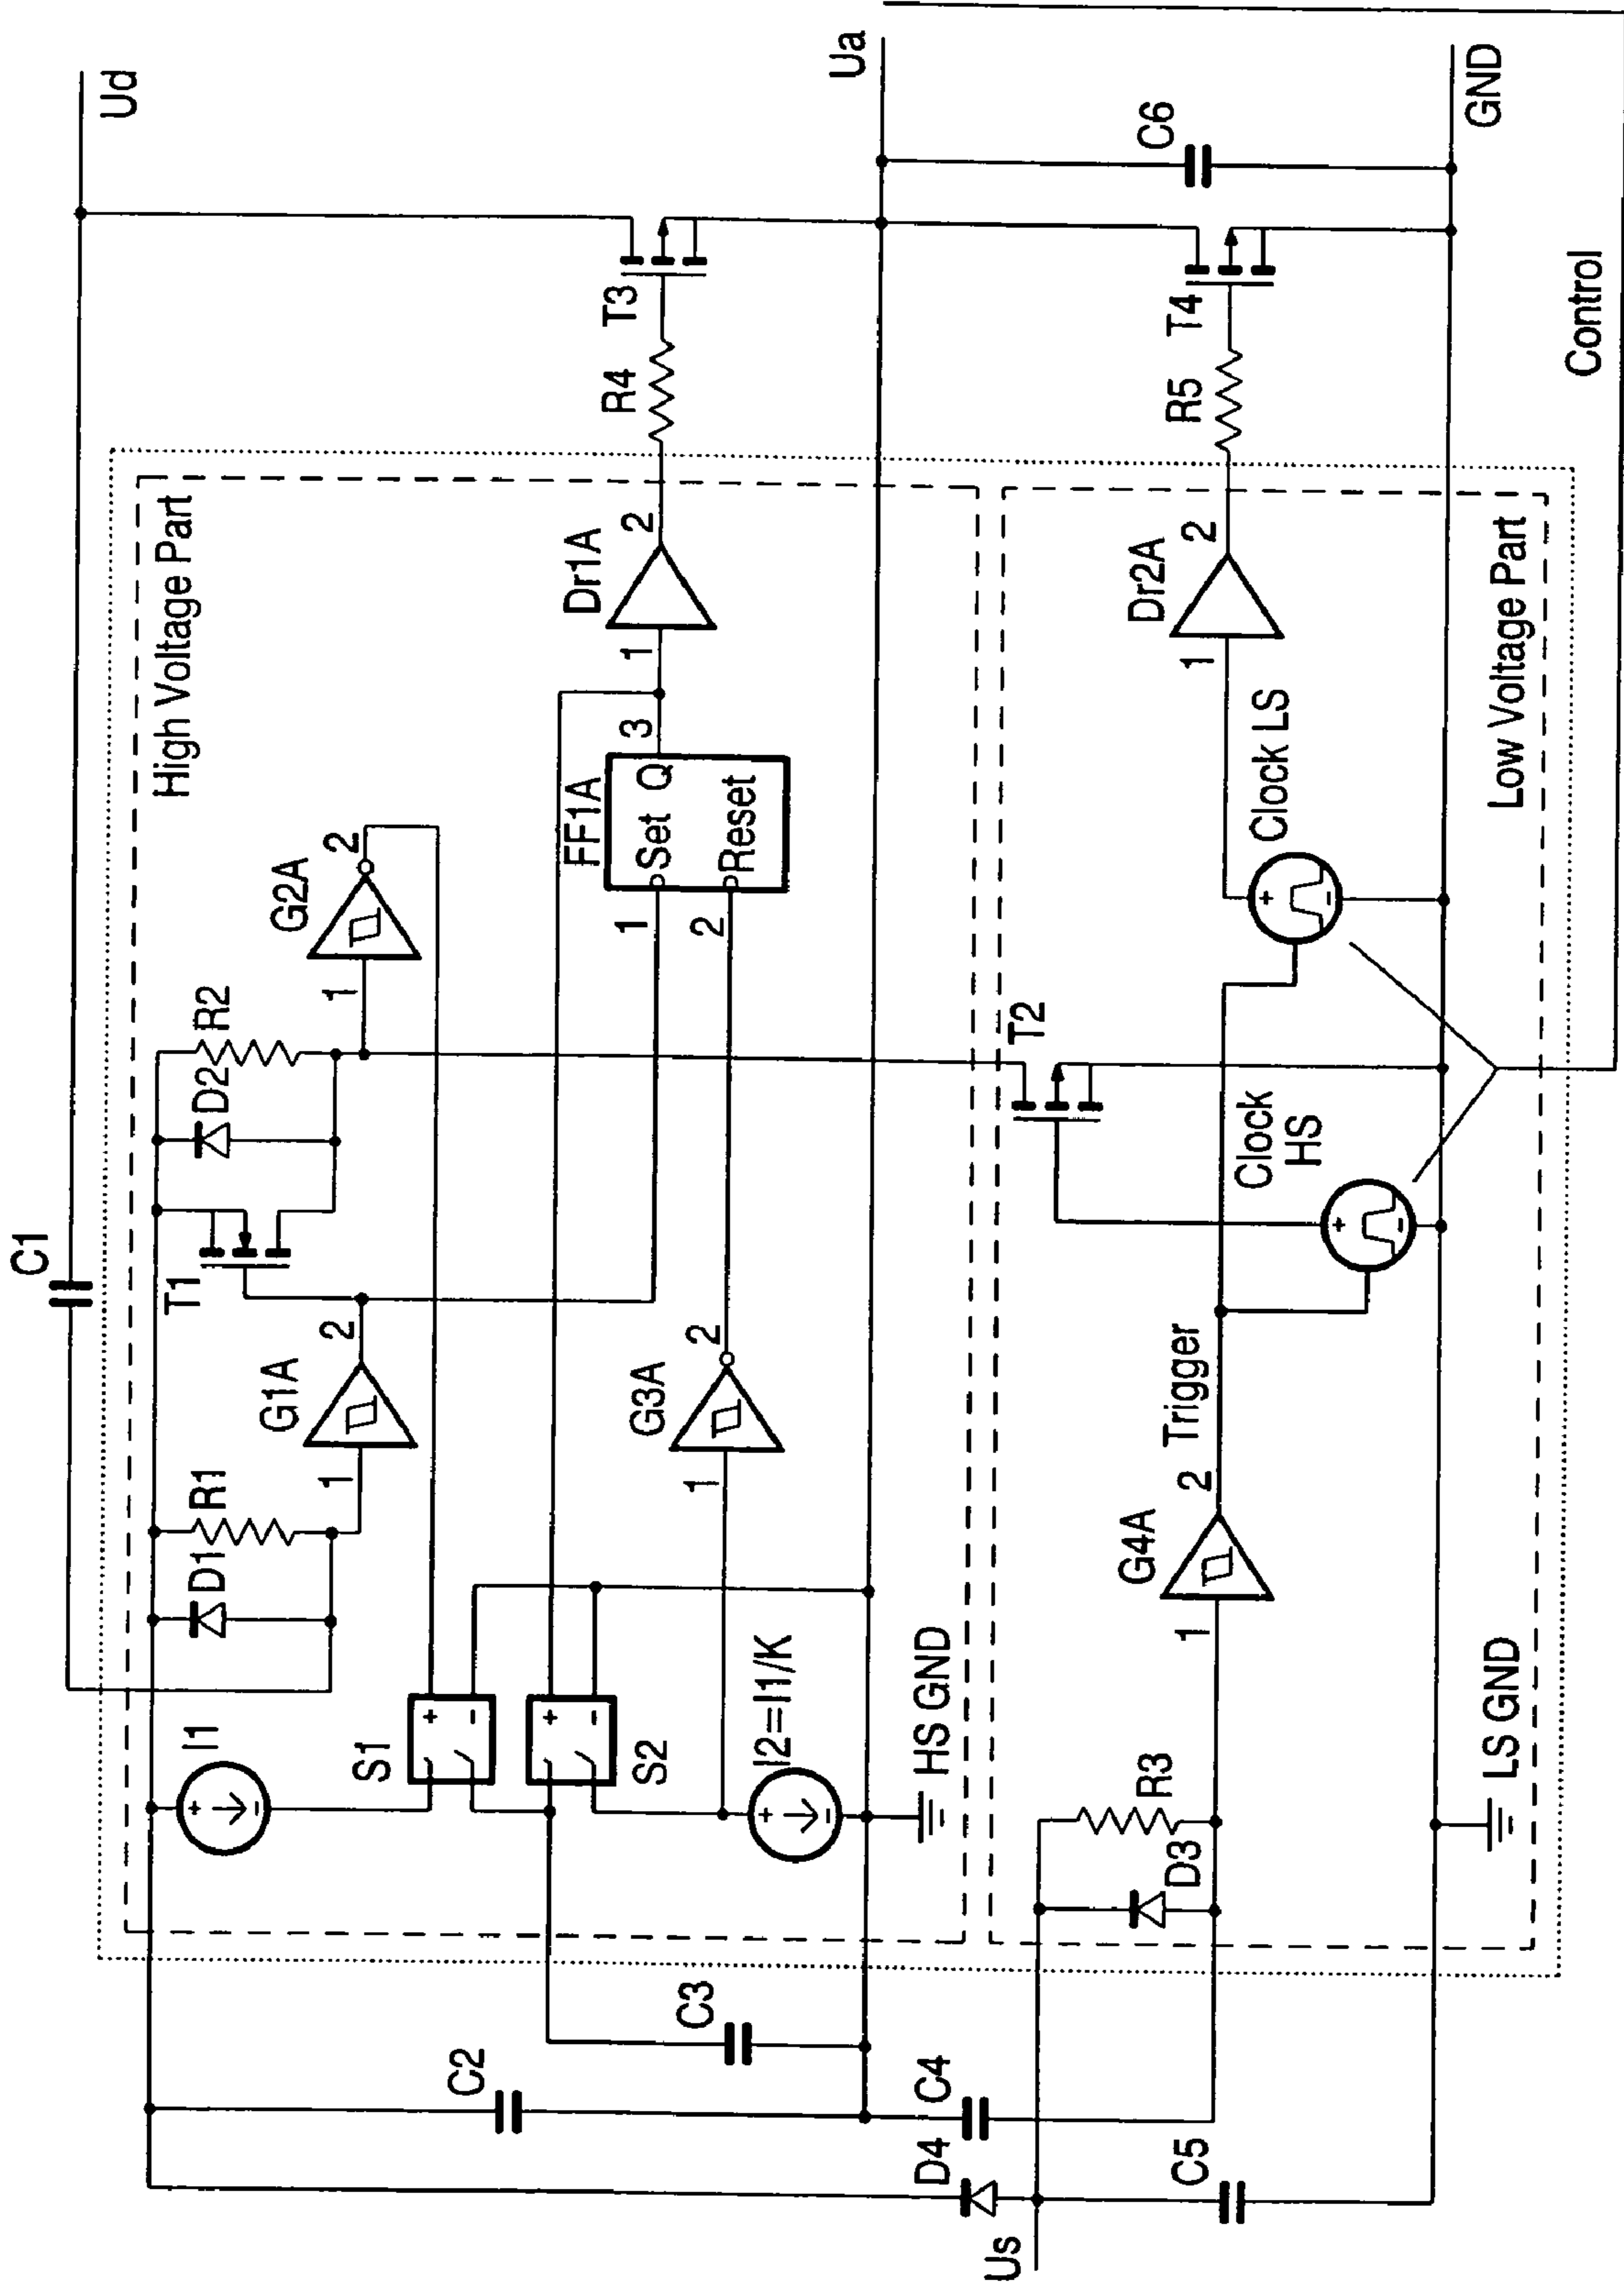 C1
Ud
High Voltage Part
I1
D1
R1
T1
D2
R2
G1A
1
2
G2A
1
2
S1
+
-
S2
+
-
I2=I1/K
G3A
1
2
FF1A
1
2
Set
Q
Reset
3
Dr1A
1
2
R4
T3
Ua
C2
C3
HS GND
D4
C4
Us
C5
D3
R3
G4A
1
2
Trigger
Clock
HS
T2
Clock LS
Dr2A
1
2
R5
T4
C6
GND
LS GND
Low Voltage Part
Control